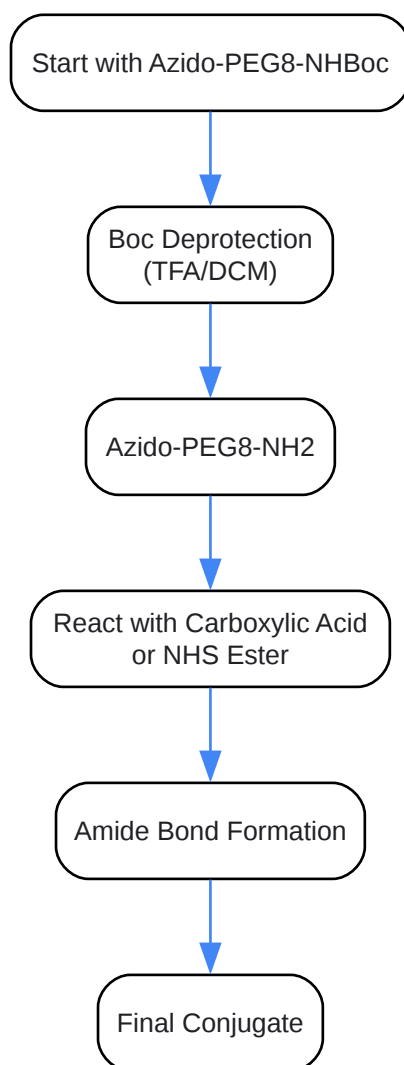 Start with Azido-PEG8-NHBoc
Boc Deprotection
(TFA/DCM)
Azido-PEG8-NH2
React with Carboxylic Acid
or NHS Ester
Amide Bond Formation
Final Conjugate